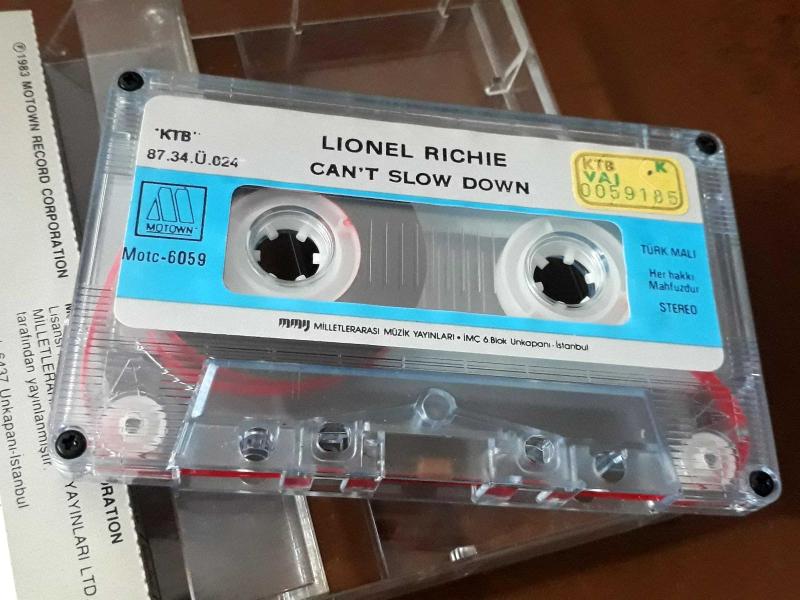 "KTB"
87.34.Ü.024
LIONEL RICHIE
CAN'T SLOW DOWN
KTB .K
VAJ
0059185
MOTOWN
Motc-6059
TÜRK MALI
Her hakkı
Mahfuzdur
STEREO
mmy MİLLETLERARASI MÜZİK YAYINLARI • İMC 6.Blok Unkapanı-İstanbul
℗1983 MOTOWN RECORD CORPORATION
Lisansı
MİLLETLERA
tarafından yayınlanmıştır.
6437 Unkapanı-İstanbul
ORATION
YAYINLARI LTD